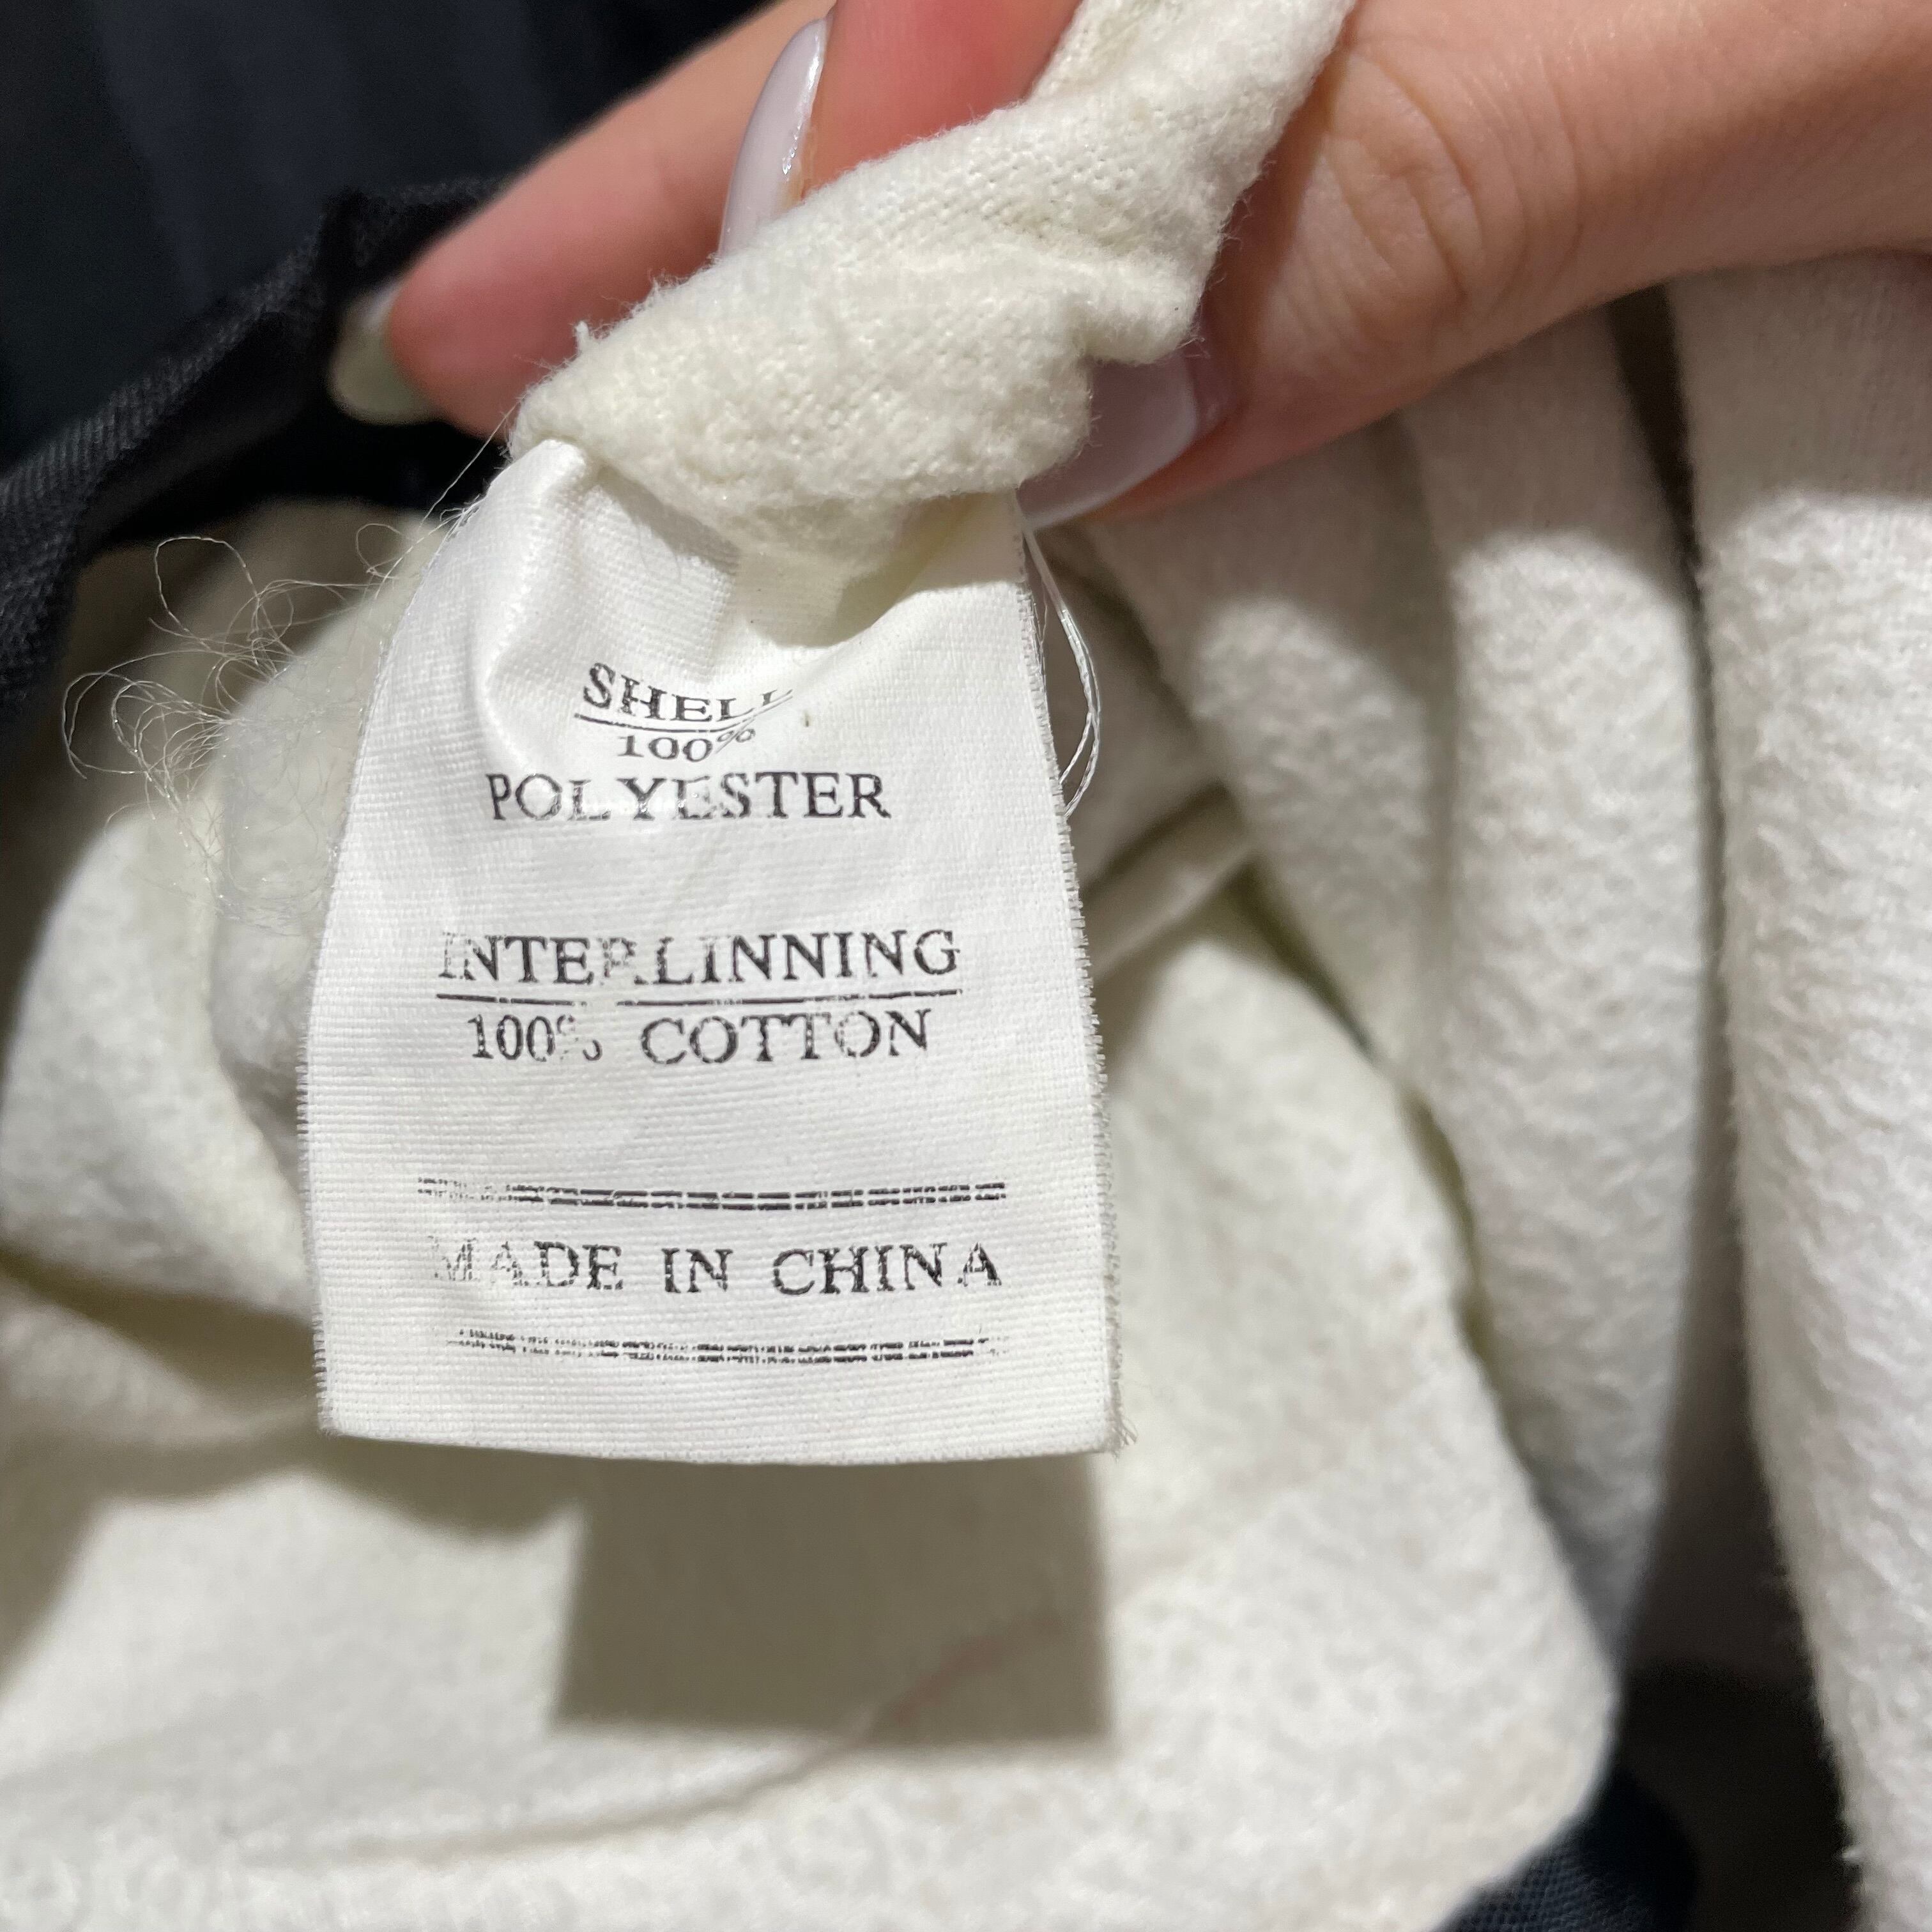 SHELL
100%
POLYESTER
INTERLINNING
100% COTTON
MADE IN CHINA